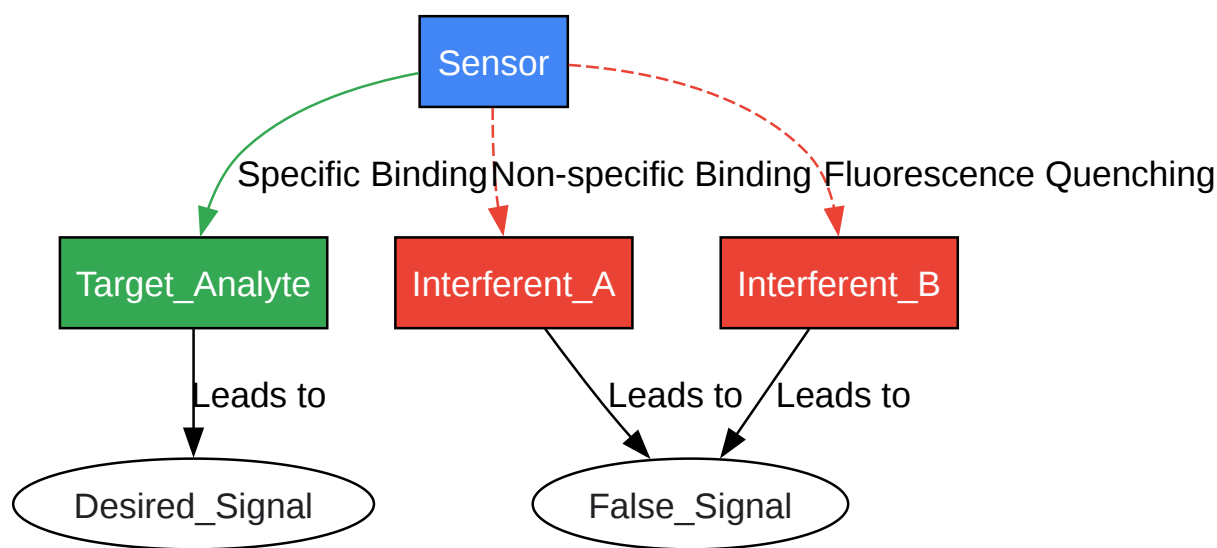 Sensor
Specific Binding
Non-specific Binding
Fluorescence Quenching
Target_Analyte
Interferent_A
Interferent_B
Leads to
Leads to
Leads to
Desired_Signal
False_Signal